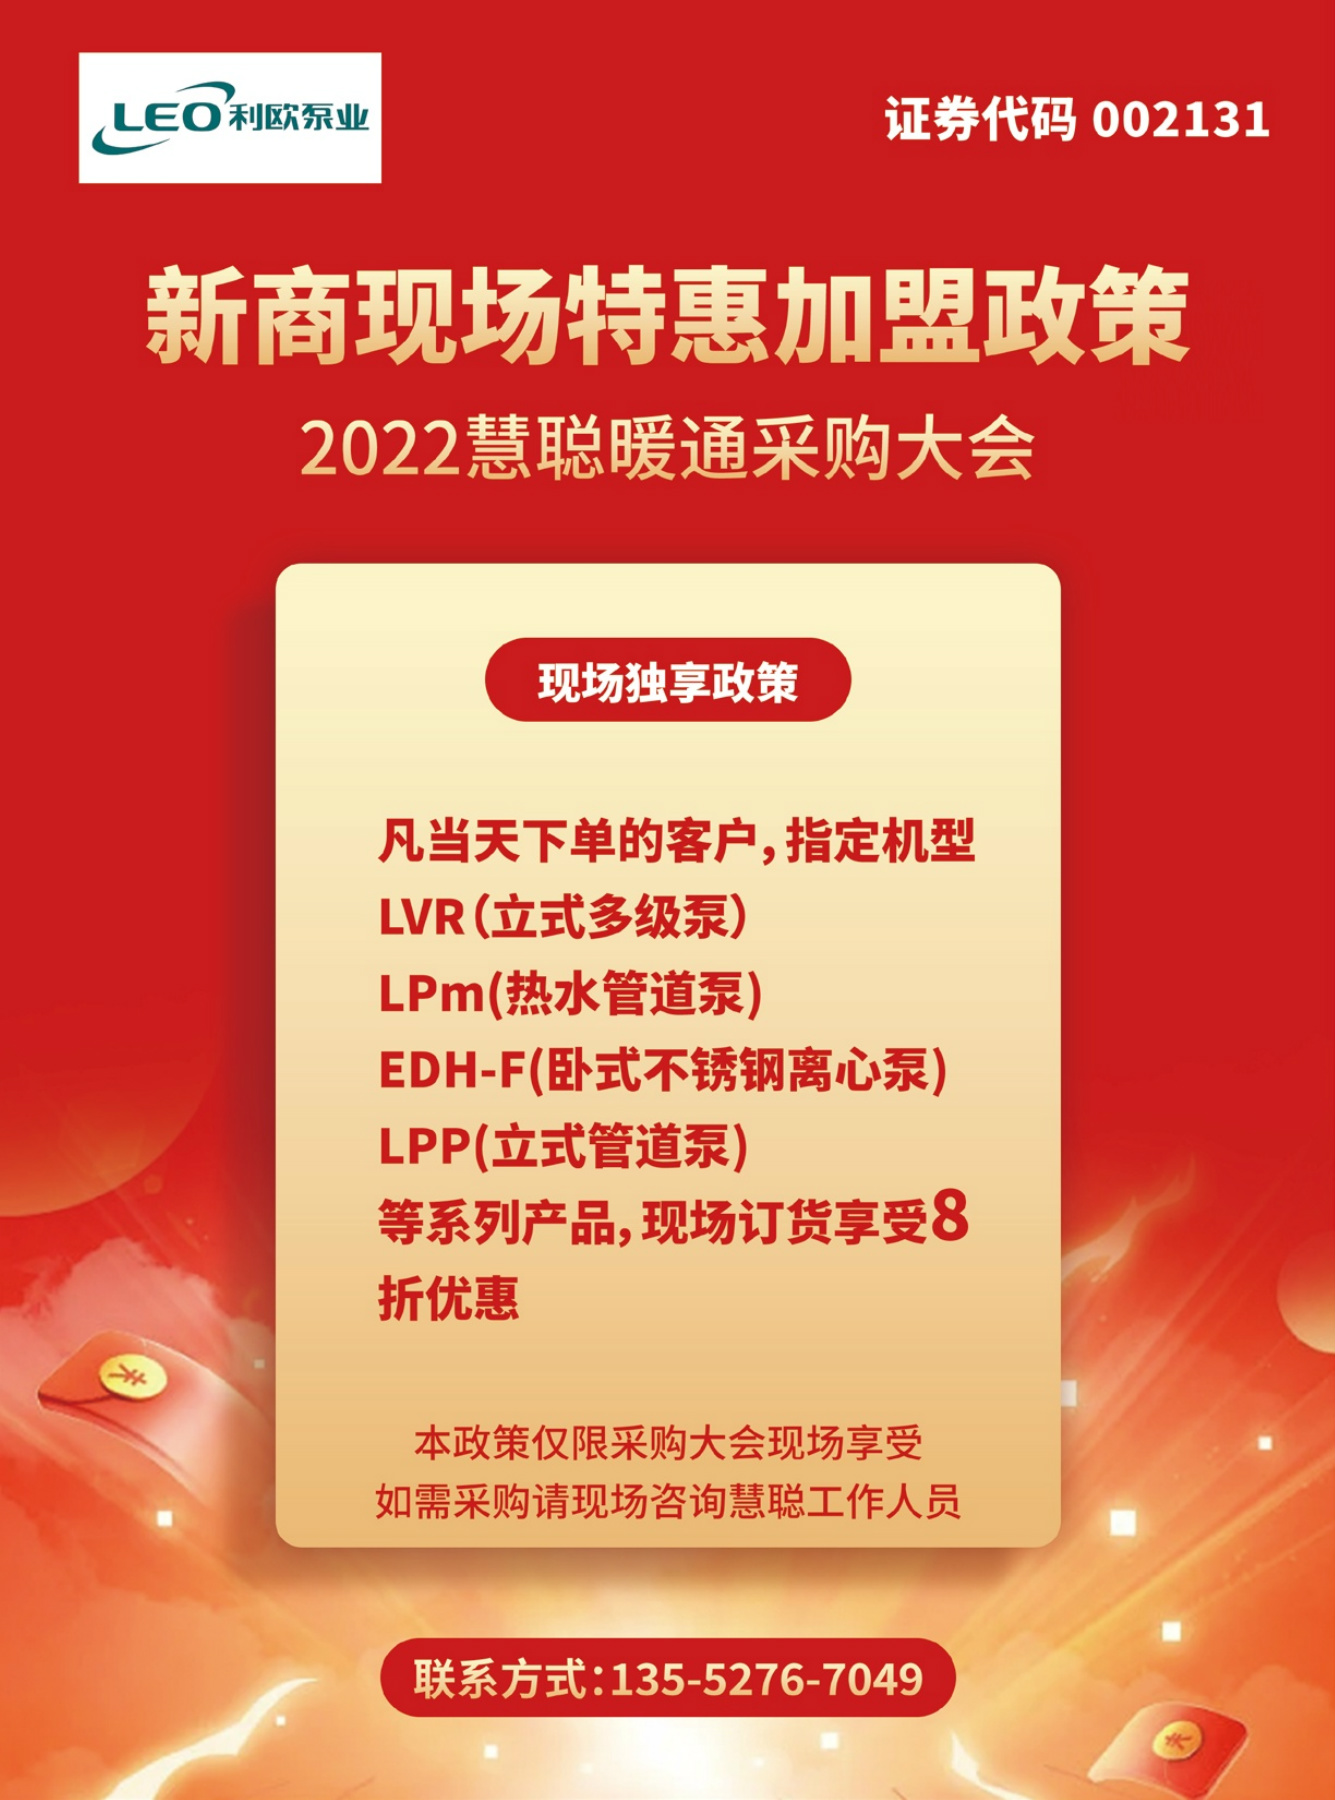 LEO利欧泵业
证券代码 002131
新商现场特惠加盟政策
2022慧聪暖通采购大会
现场独享政策
凡当天下单的客户,指定机型
LVR(立式多级泵)
LPm(热水管道泵)
EDH-F(卧式不锈钢离心泵)
LPP(立式管道泵)
等系列产品,现场订货享受8
折优惠
本政策仅限采购大会现场享受
如需采购请现场咨询慧聪工作人员
联系方式:135-5276-7049